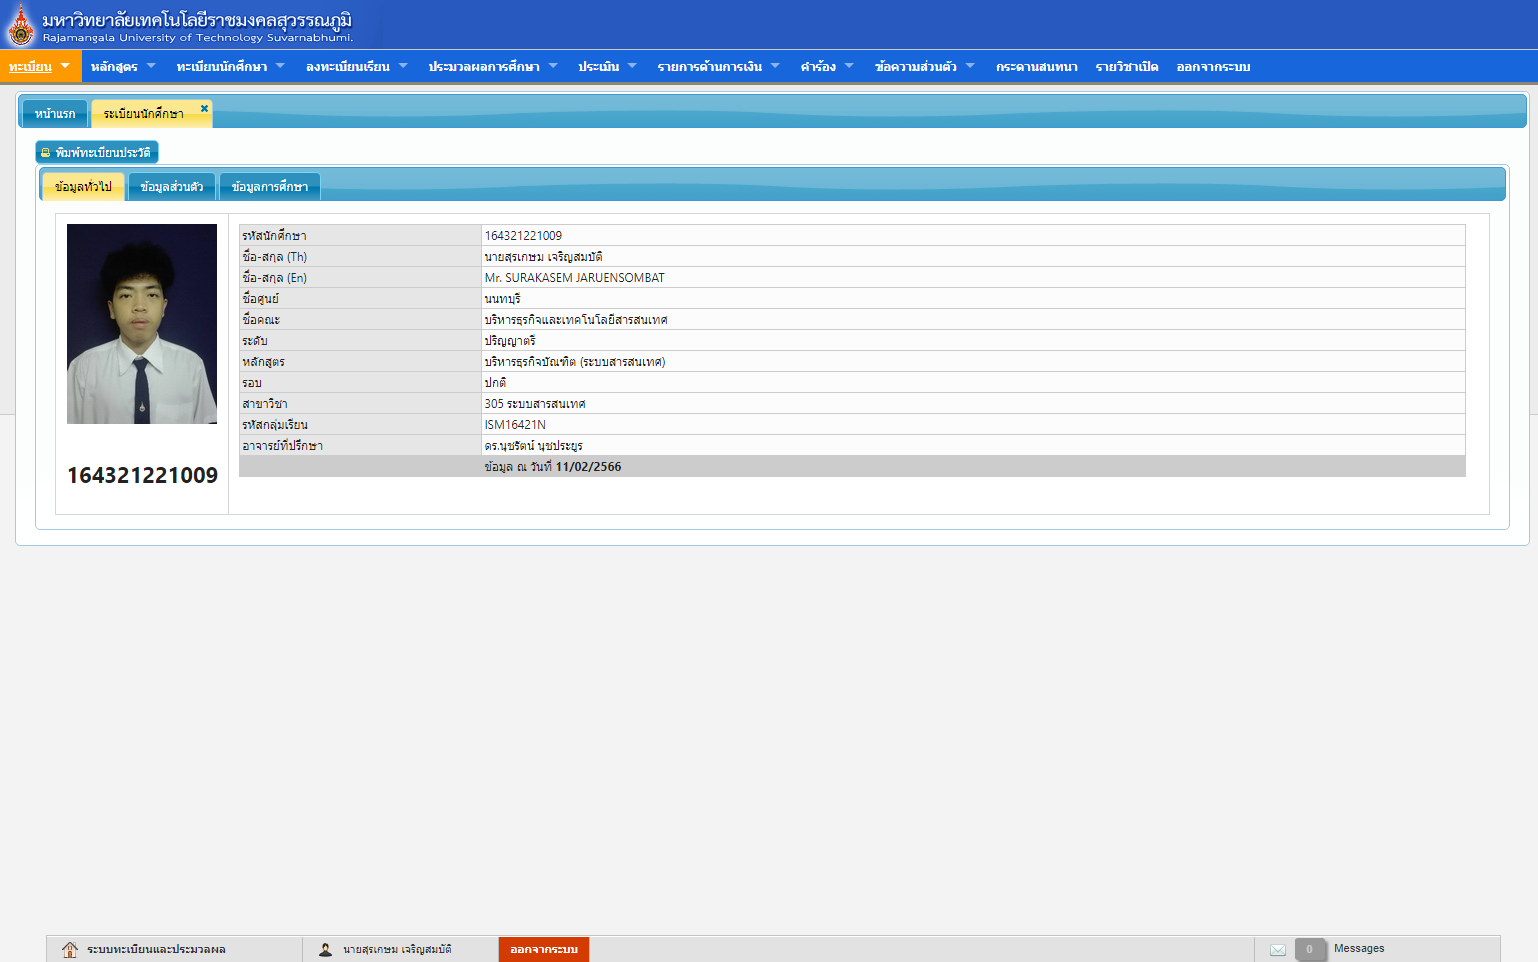 มหาวิทยาลัยเทคโนโลยีราชมงคลสุวรรณภูมิ
Rajamangala University of Technology Suvarnabhumi.
ทะเบียน หลักสูตร ทะเบียนนักศึกษา ลงทะเบียนเรียน ประมวลผลการศึกษา ประเมิน รายการด้านการเงิน คำร้อง ข้อความส่วนตัว กระดานสนทนา รายวิชาเปิด ออกจากระบบ
หน้าแรก ระเบียนนักศึกษา
พิมพ์ทะเบียนประวัติ
ข้อมูลทั่วไป ข้อมูลส่วนตัว ข้อมูลการศึกษา
รหัสนักศึกษา 164321221009
ชื่อ-สกุล (Th) นายสุรเกษม เจริญสมบัติ
ชื่อ-สกุล (En) Mr. SURAKASEM JARUENSOMBAT
ชื่อศูนย์ นนทบุรี
ชื่อคณะ บริหารธุรกิจและเทคโนโลยีสารสนเทศ
ระดับ ปริญญาตรี
หลักสูตร บริหารธุรกิจบัณฑิต (ระบบสารสนเทศ)
รอบ ปกติ
สาขาวิชา 305 ระบบสารสนเทศ
รหัสกลุ่มเรียน ISM16421N
อาจารย์ที่ปรึกษา ดร.นุชรัตน์ นุชประยูร
ข้อมูล ณ วันที่ 11/02/2566
164321221009
ระบบทะเบียนและประมวลผล นายสุรเกษม เจริญสมบัติ ออกจากระบบ 0 Messages